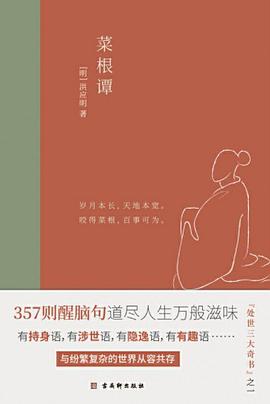 菜根谭
[明]洪应明 著
岁月本长,天地本宽。
咬得菜根,百事可为。
357则醒脑句道尽人生万般滋味
有持身语,有涉世语,有隐逸语,有有趣语……
与纷繁复杂的世界从容共存
古吴轩出版社
『处世三大奇书』之一